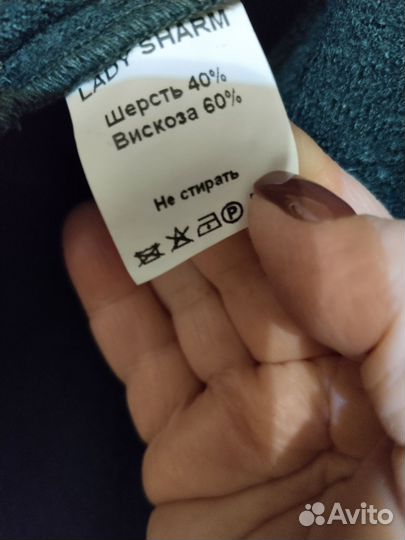 LADY SHARM
Шерсть 40%
Вискоза 60%
Не стирать
P
Avito